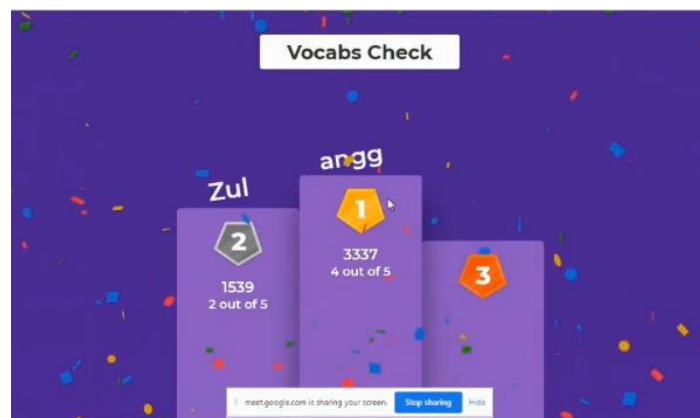 Vocabs Check
angg
Zul
1
2
3337
4 out of 5
3
1539
2 out of 5
meet.google.com is sharing your screen.
Stop sharing
Hide